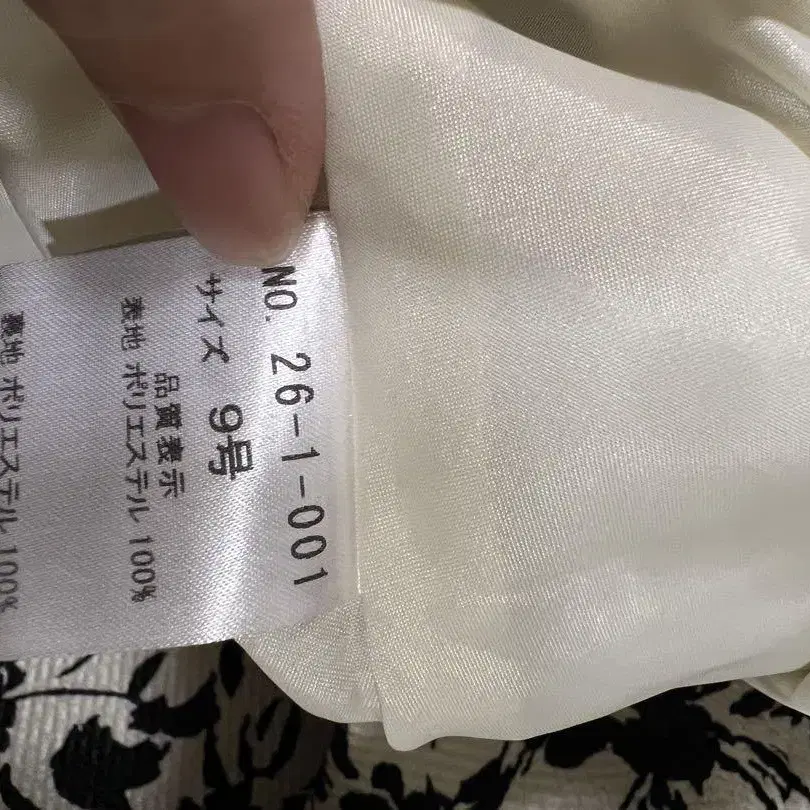 NO. 26-1-001
サイズ 9号
品質表示
表地 ポリエステル 100%
裏地 ポリエステル 100%